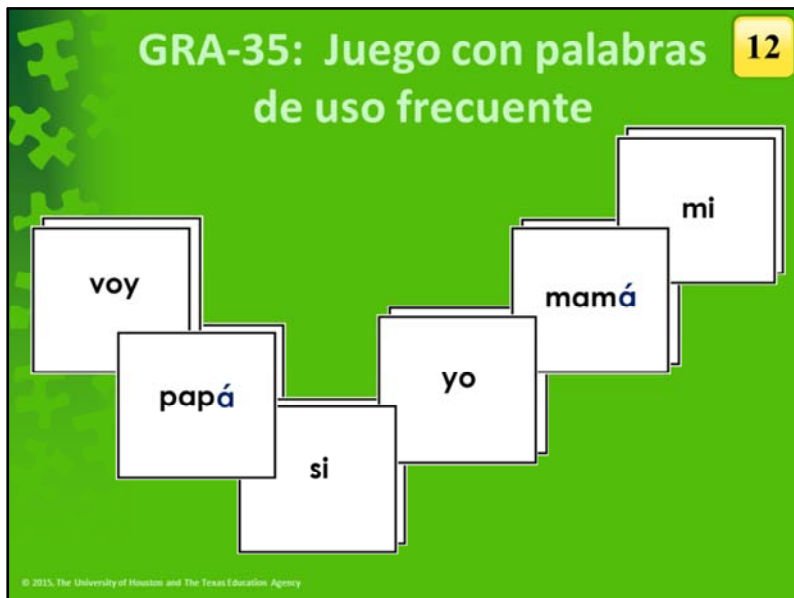 GRA-35: Juego con palabras
de uso frecuente
12
voy
papá
si
yo
mamá
mi
© 2015, The University of Houston and The Texas Education Agency